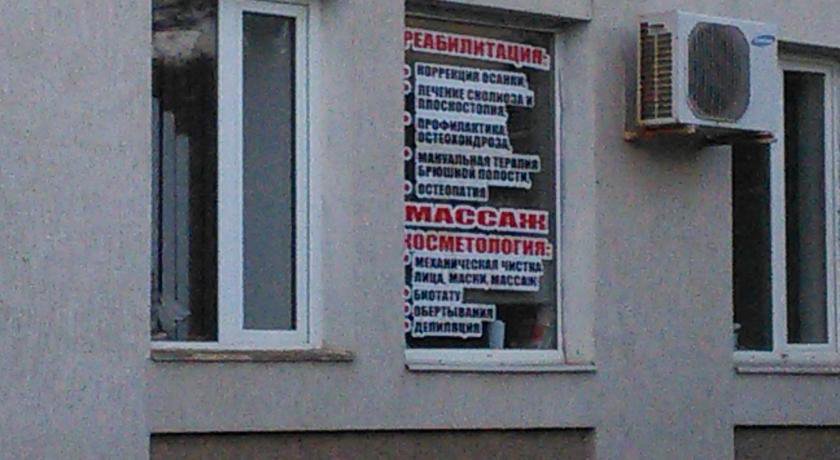 РЕАБИЛИТАЦИЯ:
КОРРЕКЦИЯ ОСАНКИ,
ЛЕЧЕНИЕ СКОЛИОЗА И
ПЛОСКОСТОПИЯ,
ПРОФИЛАКТИКА
ОСТЕОХОНДРОЗА,
МАНУАЛЬНАЯ ТЕРАПИЯ
БРЮШНОЙ ПОЛОСТИ,
ОСТЕОПАТИЯ
МАССАЖ
КОСМЕТОЛОГИЯ:
МЕХАНИЧЕСКАЯ ЧИСТКА
ЛИЦА, МАСКИ, МАССАЖ
БИОТАТУ
ОБЕРТЫВАНИЯ
ДЕПИЛЯЦИЯ
SAMSUNG